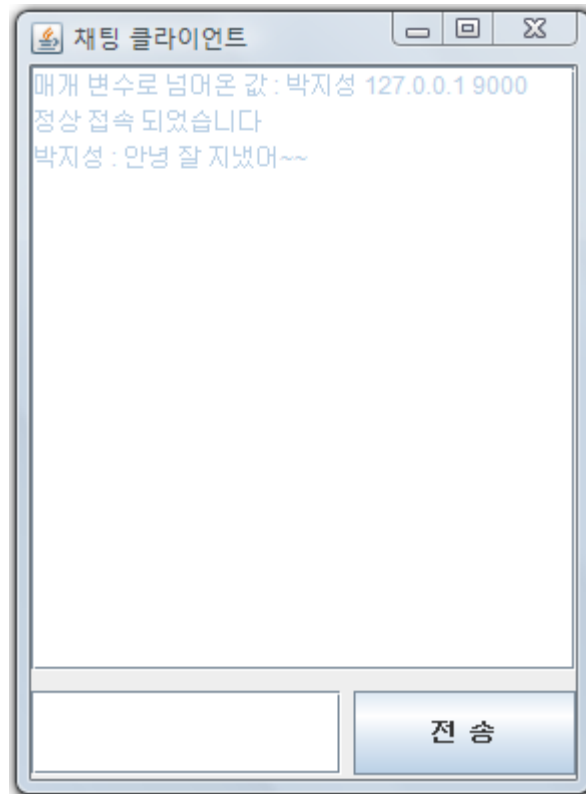 채팅 클라이언트
매개 변수로 넘어온 값 : 박지성 127.0.0.1 9000
정상 접속 되었습니다
박지성 : 안녕 잘 지냈어~~
전 송